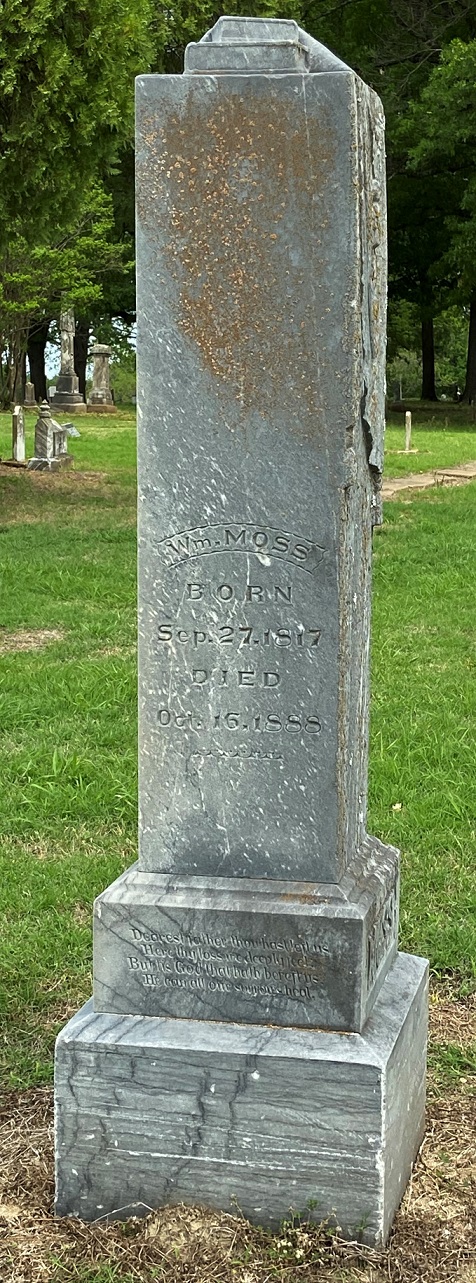 Wm. MOSS
BORN
Sep. 27. 1817
DIED
Oct. 16. 1888
Dearest father thou hast left us
Here thy loss we deeply feel
But tis God that hath bereft us
He can all our sorrows heal.
MOSS